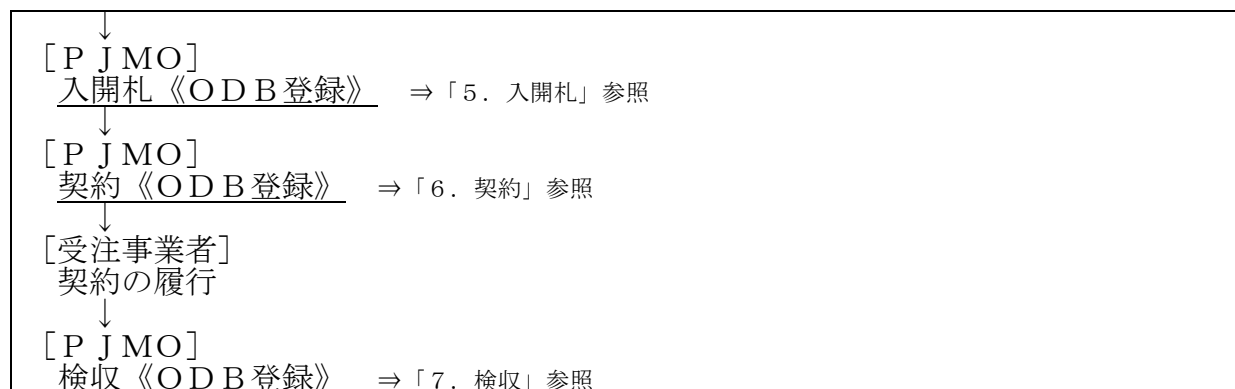 ↓
［ＰＪＭＯ］
入開札《ＯＤＢ登録》　⇒「５．入開札」参照
↓
［ＰＪＭＯ］
契約《ＯＤＢ登録》　⇒「６．契約」参照
↓
［受注事業者］
契約の履行
↓
［ＰＪＭＯ］
検収《ＯＤＢ登録》　⇒「７．検収」参照